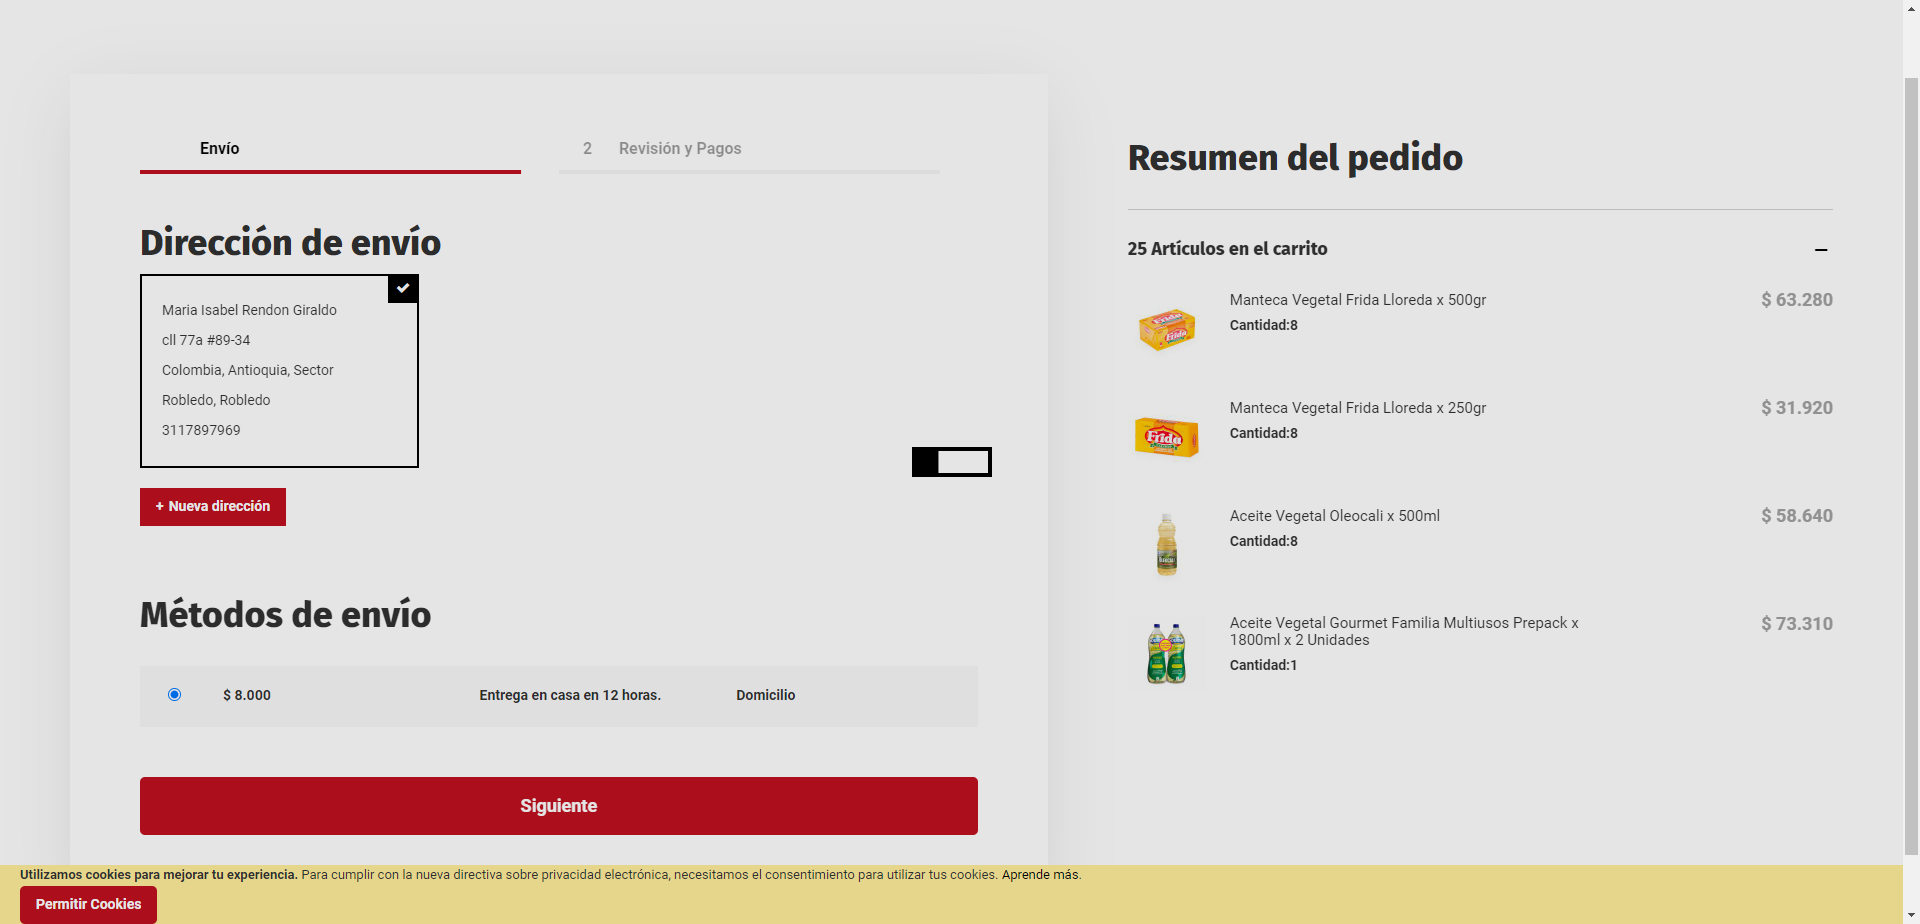 Envío
2 Revisión y Pagos
Dirección de envío
Maria Isabel Rendon Giraldo
cll 77a #89-34
Colombia, Antioquia, Sector
Robledo, Robledo
3117897969
+ Nueva dirección
Métodos de envío
$ 8.000 Entrega en casa en 12 horas. Domicilio
Siguiente
Resumen del pedido
25 Artículos en el carrito
Manteca Vegetal Frida Lloreda x 500gr $ 63.280
Cantidad:8
Frida
Manteca Vegetal Frida Lloreda x 250gr $ 31.920
Cantidad:8
Frida
Aceite Vegetal Oleocali x 500ml $ 58.640
Cantidad:8
Aceite Vegetal Gourmet Familia Multiusos Prepack x $ 73.310
1800ml x 2 Unidades
Cantidad:1
Utilizamos cookies para mejorar tu experiencia. Para cumplir con la nueva directiva sobre privacidad electrónica, necesitamos el consentimiento para utilizar tus cookies. Aprende más.
Permitir Cookies